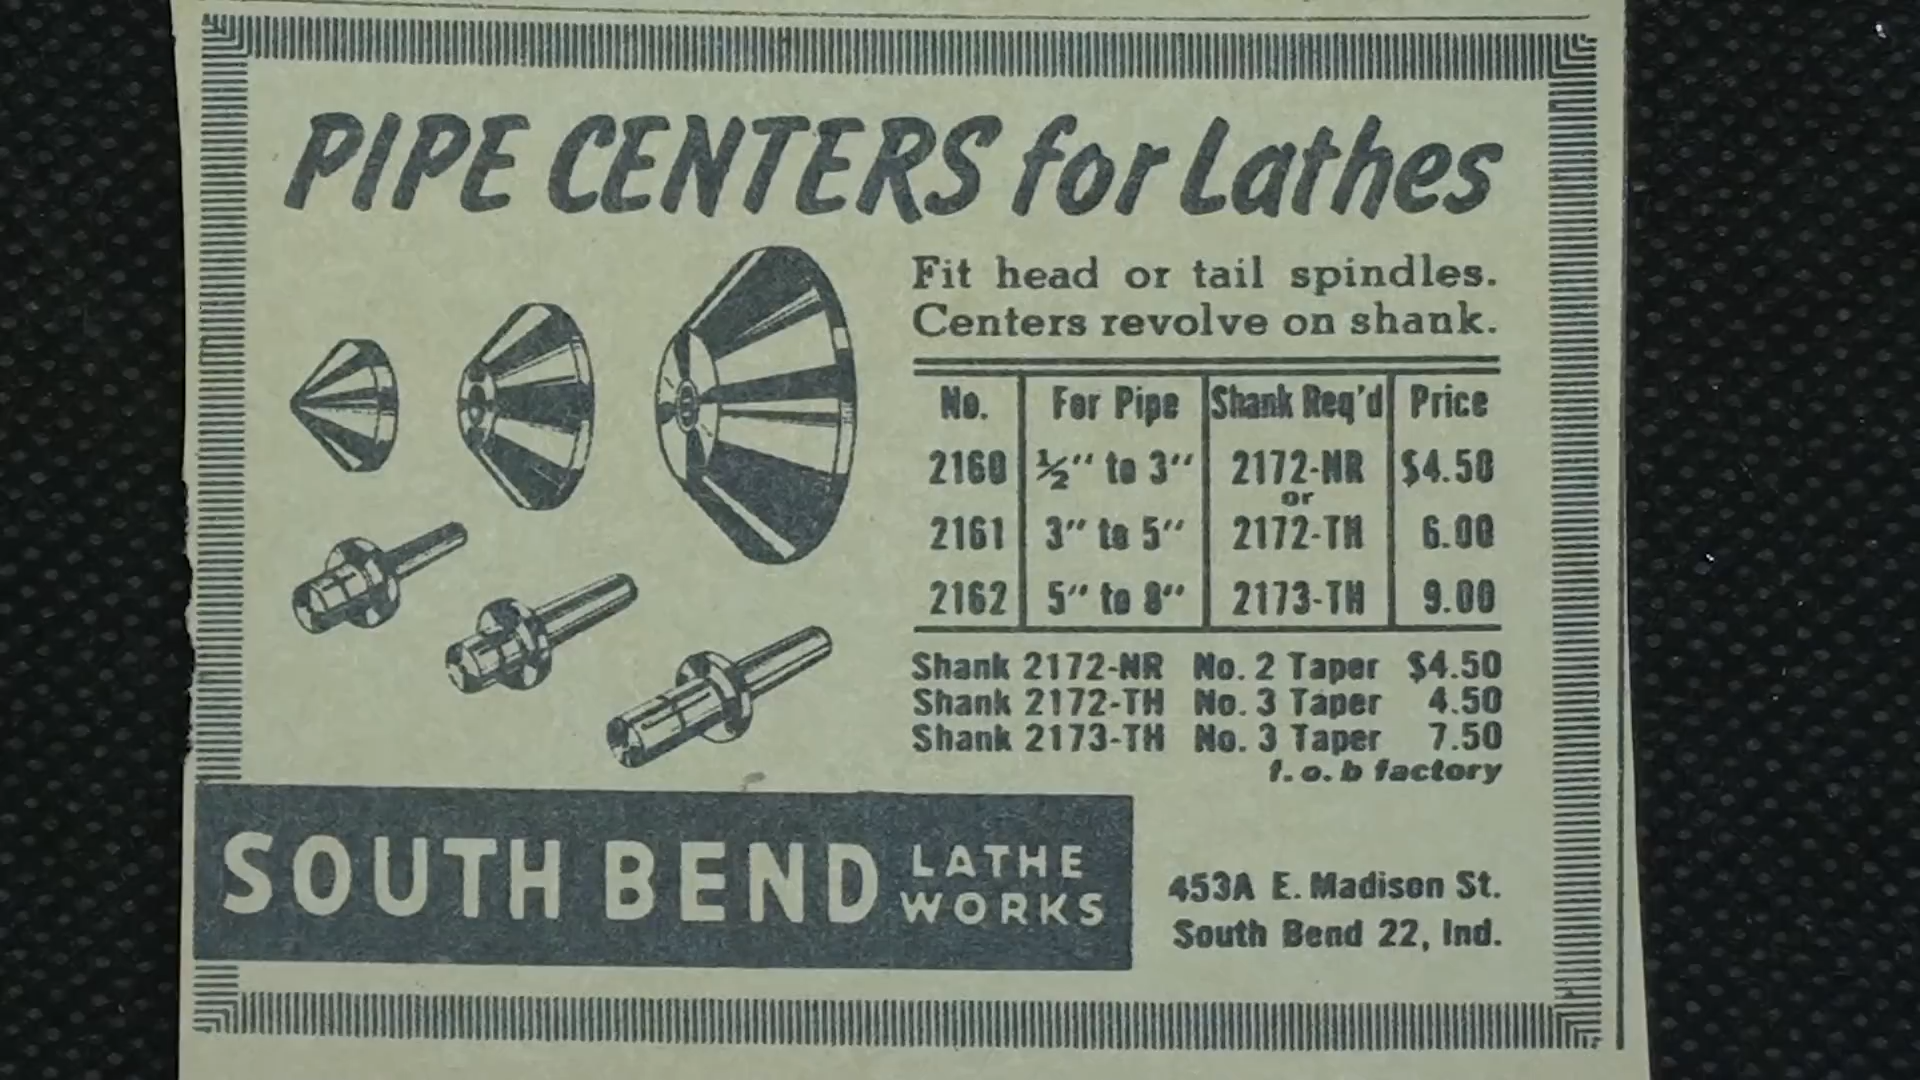 PIPE CENTERS for Lathes
Fit head or tail spindles.
Centers revolve on shank.
No. For Pipe Shank Req'd Price
2160 ½" to 3" 2172-NR $4.50
or
2161 3" to 5" 2172-TH 6.00
2162 5" to 8" 2173-TH 9.00
Shank 2172-NR No. 2 Taper $4.50
Shank 2172-TH No. 3 Taper 4.50
Shank 2173-TH No. 3 Taper 7.50
f.o.b factory
SOUTH BEND LATHE WORKS
453A E. Madison St.
South Bend 22, Ind.